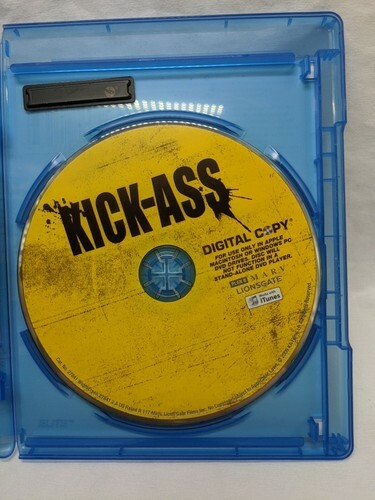 KICK-ASS
DIGITAL COPY
FOR USE ONLY IN APPLE
MACINTOSH OR WINDOWS PC
DVD DRIVES. DISC WILL
NOT FUNCTION IN A
STAND-ALONE DVD PLAYER.
PLAN B MARV
LIONSGATE
iTunes